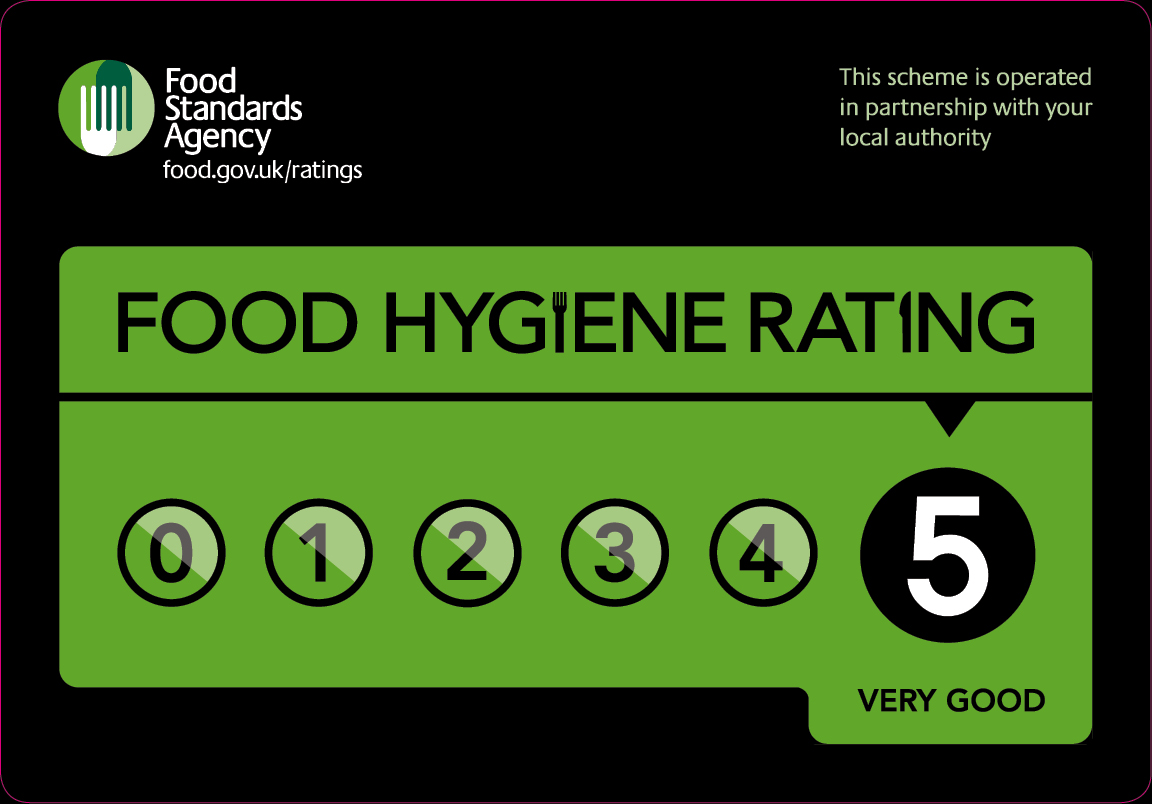 Food
Standards
Agency
food.gov.uk/ratings
This scheme is operated
in partnership with your
local authority
FOOD HYGIENE RATING
0 1 2 3 4 5
VERY GOOD